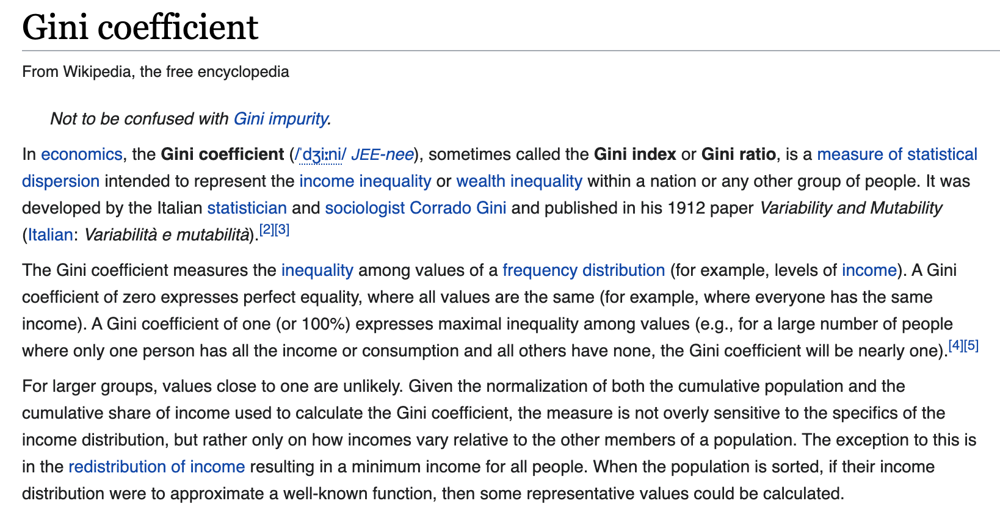 Gini coefficient
From Wikipedia, the free encyclopedia
Not to be confused with Gini impurity.
In economics, the Gini coefficient (/ˈdʒiːni/ JEE-nee), sometimes called the Gini index or Gini ratio, is a measure of statistical
dispersion intended to represent the income inequality or wealth inequality within a nation or any other group of people. It was
developed by the Italian statistician and sociologist Corrado Gini and published in his 1912 paper Variability and Mutability
(Italian: Variabilità e mutabilità).[2][3]
The Gini coefficient measures the inequality among values of a frequency distribution (for example, levels of income). A Gini
coefficient of zero expresses perfect equality, where all values are the same (for example, where everyone has the same
income). A Gini coefficient of one (or 100%) expresses maximal inequality among values (e.g., for a large number of people
where only one person has all the income or consumption and all others have none, the Gini coefficient will be nearly one).[4][5]
For larger groups, values close to one are unlikely. Given the normalization of both the cumulative population and the
cumulative share of income used to calculate the Gini coefficient, the measure is not overly sensitive to the specifics of the
income distribution, but rather only on how incomes vary relative to the other members of a population. The exception to this is
in the redistribution of income resulting in a minimum income for all people. When the population is sorted, if their income
distribution were to approximate a well-known function, then some representative values could be calculated.